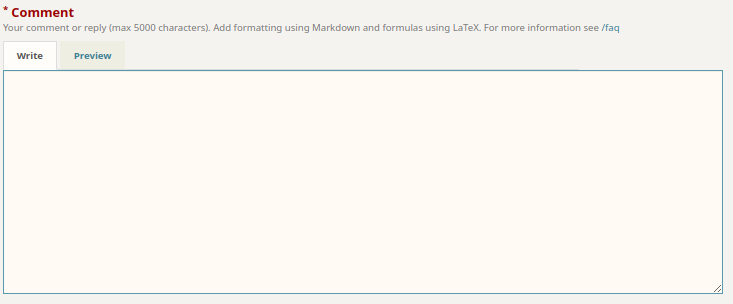 * Comment
Your comment or reply (max 5000 characters). Add formatting using Markdown and formulas using LaTeX. For more information see /faq
Write
Preview